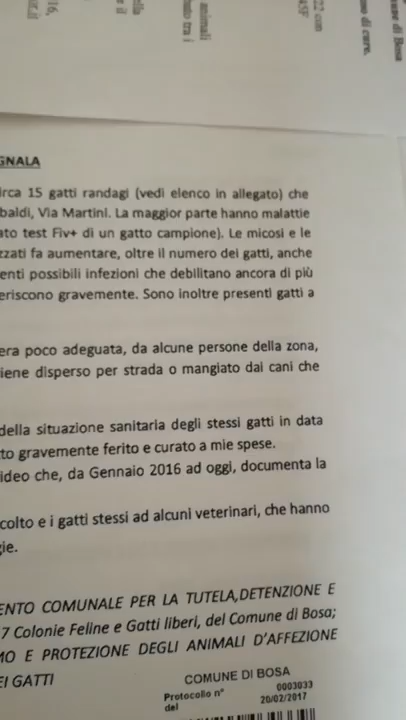 GNALA
irca 15 gatti randagi (vedi elenco in allegato) che
baldi, Via Martini. La maggior parte hanno malattie
ato test Fiv+ di un gatto campione). Le micosi e le
zzati fa aumentare, oltre il numero dei gatti, anche
enti possibili infezioni che debilitano ancora di più
eriscono gravemente. Sono inoltre presenti gatti a
era poco adeguata, da alcune persone della zona,
iene disperso per strada o mangiato dai cani che
della situazione sanitaria degli stessi gatti in data
to gravemente ferito e curato a mie spese.
ideo che, da Gennaio 2016 ad oggi, documenta la
colto e i gatti stessi ad alcuni veterinari, che hanno
gie.
ENTO COMUNALE PER LA TUTELA,DETENZIONE E
7 Colonie Feline e Gatti liberi, del Comune di Bosa;
MO E PROTEZIONE DEGLI ANIMALI D'AFFEZIONE
EI GATTI
COMUNE DI BOSA
Protocollo n° 0003033
del 20/02/2017